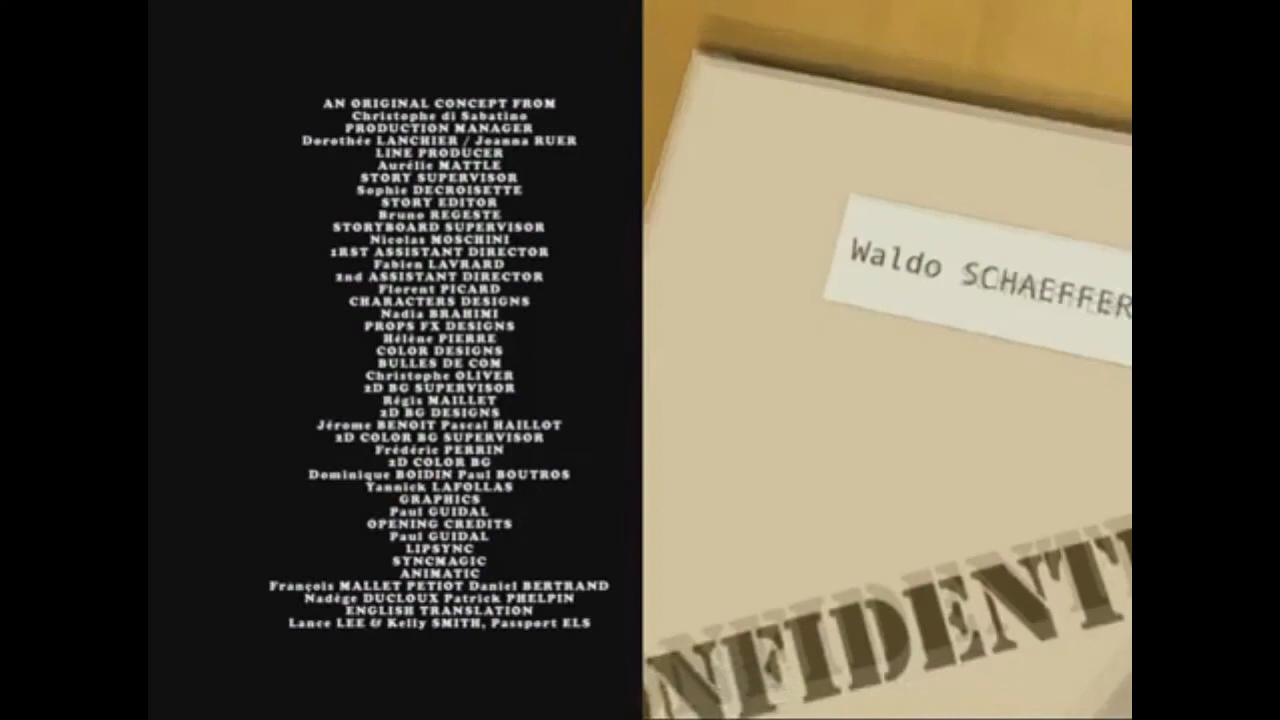 AN ORIGINAL CONCEPT FROM
Christophe di Sabatino
PRODUCTION MANAGER
Dorothée LANCHIER / Joanna RUER
LINE PRODUCER
Aurélie MATTLE
STORY SUPERVISOR
Sophie DECROISETTE
STORY EDITOR
Bruno REGESTE
STORYBOARD SUPERVISOR
Nicolas MOSCHINI
1RST ASSISTANT DIRECTOR
Fabien LAVRARD
2nd ASSISTANT DIRECTOR
Florent PICARD
CHARACTERS DESIGNS
Nadia BRAHIMI
PROPS FX DESIGNS
Hélène PIERRE
COLOR DESIGNS
BULLES DE COM
Christophe OLIVER
2D BG SUPERVISOR
Régis MAILLET
2D BG DESIGNS
Jérome BENOIT Pascal HAILLOT
2D COLOR BG SUPERVISOR
Frédéric PERRIN
2D COLOR BG
Dominique BOIDIN Paul BOUTROS
Yannick LAFOLLAS
GRAPHICS
Paul GUIDAL
OPENING CREDITS
Paul GUIDAL
LIPSYNC
SYNCMAGIC
ANIMATIC
François MALLET PETIOT Daniel BERTRAND
Nadège DUCLOUX Patrick PHELPIN
ENGLISH TRANSLATION
Lance LEE & Kelly SMITH, Passport ELS
Waldo SCHAEFFER
NFIDENT